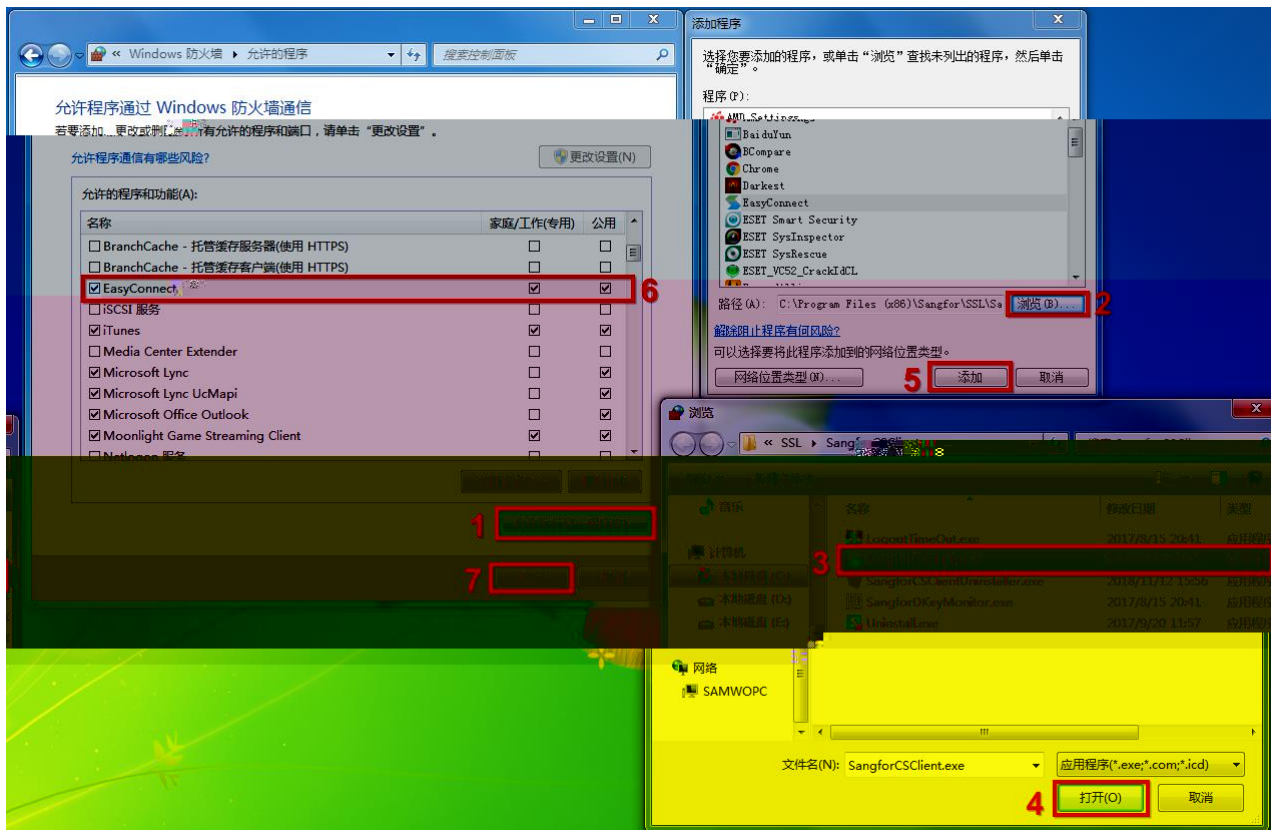 « Windows 防火墙 ▸ 允许的程序
搜索控制面板
允许程序通过 Windows 防火墙通信
若要添加、更改或删除所有允许的程序和端口，请单击“更改设置”。
允许程序通信有哪些风险?
更改设置(N)
允许的程序和功能(A):
名称 家庭/工作(专用) 公用
BranchCache - 托管缓存服务器(使用 HTTPS)
BranchCache - 托管缓存客户端(使用 HTTPS)
EasyConnect
6
iSCSI 服务
iTunes
Media Center Extender
Microsoft Lync
Microsoft Lync UcMapi
Microsoft Office Outlook
Moonlight Game Streaming Client
Netlogon 服务
1
7
添加程序
选择您要添加的程序，或单击“浏览”查找未列出的程序，然后单击
“确定”。
程序(P):
BaiduYun
BCompare
Chrome
Darkest
EasyConnect
ESET Smart Security
ESET SysInspector
ESET SysRescue
ESET_VC52_CrackIdCL
路径(A): C:\Program Files (x86)\Sangfor\SSL\Sa 浏览(B)... 2
解除阻止程序有何风险?
可以选择要将此程序添加到的网络位置类型。
网络位置类型(N)... 5 添加 取消
浏览
« SSL ▸
音乐 名称 修改日期 类型
LogoutTimeOut.exe 2017/8/15 20:41
计算机
3
本地磁盘 (C:) SangforCSClientUninstaller.exe 2018/11/12 15:56
本地磁盘 (D:) SangforDKeyMonitor.exe 2017/8/15 20:41
本地磁盘 (E:) Uninstall.exe 2017/9/20 11:57
网络
SAMWOPC
文件名(N): SangforCSClient.exe 应用程序(*.exe;*.com;*.icd)
4 打开(O) 取消